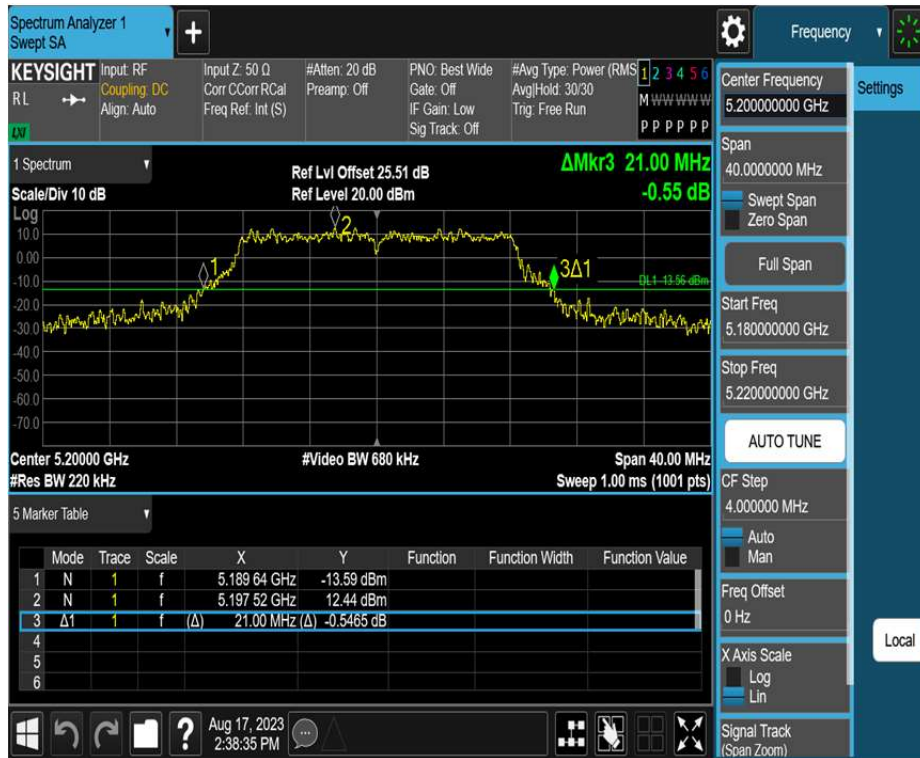 Spectrum Analyzer 1
Swept SA
+
Frequency
KEYSIGHT
RL
LXI
Input: RF
Coupling: DC
Align: Auto
Input Z: 50 Ω
Corr CCorr RCal
Freq Ref: Int (S)
#Atten: 20 dB
Preamp: Off
PNO: Best Wide
Gate: Off
IF Gain: Low
Sig Track: Off
#Avg Type: Power (RMS
Avg|Hold: 30/30
Trig: Free Run
1 2 3 4 5 6
M W W W W W
P P P P P P
Center Frequency
5.200000000 GHz
Settings
Span
40.0000000 MHz
Swept Span
Zero Span
Full Span
Start Freq
5.180000000 GHz
Stop Freq
5.220000000 GHz
AUTO TUNE
CF Step
4.000000 MHz
Auto
Man
Freq Offset
0 Hz
X Axis Scale
Log
Lin
Signal Track
(Span Zoom)
Local
1 Spectrum
Scale/Div 10 dB
Ref Lvl Offset 25.51 dB
Ref Level 20.00 dBm
ΔMkr3 21.00 MHz
-0.55 dB
Log
10.0
0.00
-10.0
-20.0
-30.0
-40.0
-50.0
-60.0
-70.0
1
2
3Δ1
DL1 -13.56 dBm
Center 5.20000 GHz
#Video BW 680 kHz
Span 40.00 MHz
#Res BW 220 kHz
Sweep 1.00 ms (1001 pts)
5 Marker Table
Mode Trace Scale X Y Function Function Width Function Value
1 N 1 f 5.189 64 GHz -13.59 dBm
2 N 1 f 5.197 52 GHz 12.44 dBm
3 Δ1 1 f (Δ) 21.00 MHz (Δ) -0.5465 dB
4
5
6
?
Aug 17, 2023
2:38:35 PM